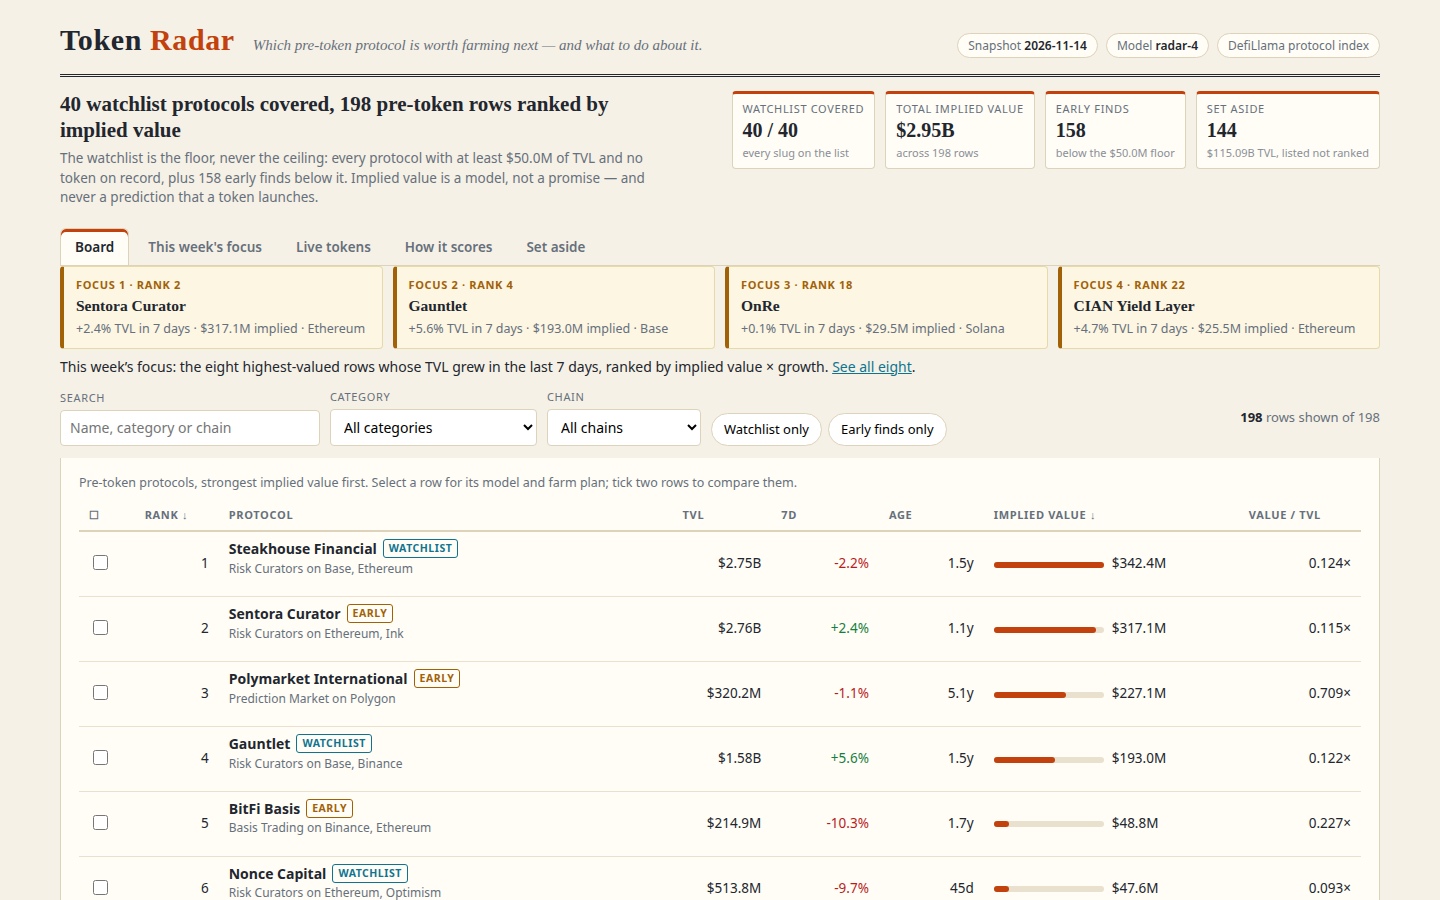 Token Radar
Which pre-token protocol is worth farming next — and what to do about it.
Snapshot 2026-11-14
Model radar-4
DefiLlama protocol index
40 watchlist protocols covered, 198 pre-token rows ranked by
implied value
The watchlist is the floor, never the ceiling: every protocol with at least $50.0M of TVL and no
token on record, plus 158 early finds below it. Implied value is a model, not a promise — and
never a prediction that a token launches.
WATCHLIST COVERED
40 / 40
every slug on the list
TOTAL IMPLIED VALUE
$2.95B
across 198 rows
EARLY FINDS
158
below the $50.0M floor
SET ASIDE
144
$115.09B TVL, listed not ranked
Board
This week's focus
Live tokens
How it scores
Set aside
FOCUS 1 · RANK 2
Sentora Curator
+2.4% TVL in 7 days · $317.1M implied · Ethereum
FOCUS 2 · RANK 4
Gauntlet
+5.6% TVL in 7 days · $193.0M implied · Base
FOCUS 3 · RANK 18
OnRe
+0.1% TVL in 7 days · $29.5M implied · Solana
FOCUS 4 · RANK 22
CIAN Yield Layer
+4.7% TVL in 7 days · $25.5M implied · Ethereum
This week’s focus: the eight highest-valued rows whose TVL grew in the last 7 days, ranked by implied value × growth. See all eight.
SEARCH
Name, category or chain
CATEGORY
All categories
CHAIN
All chains
Watchlist only
Early finds only
198 rows shown of 198
Pre-token protocols, strongest implied value first. Select a row for its model and farm plan; tick two rows to compare them.
☐ RANK ↓ PROTOCOL TVL 7D AGE IMPLIED VALUE ↓ VALUE / TVL
1 Steakhouse Financial WATCHLIST $2.75B -2.2% 1.5y $342.4M 0.124×
Risk Curators on Base, Ethereum
2 Sentora Curator EARLY $2.76B +2.4% 1.1y $317.1M 0.115×
Risk Curators on Ethereum, Ink
3 Polymarket International EARLY $320.2M -1.1% 5.1y $227.1M 0.709×
Prediction Market on Polygon
4 Gauntlet WATCHLIST $1.58B +5.6% 1.5y $193.0M 0.122×
Risk Curators on Base, Binance
5 BitFi Basis EARLY $214.9M -10.3% 1.7y $48.8M 0.227×
Basis Trading on Binance, Ethereum
6 Nonce Capital WATCHLIST $513.8M -9.7% 45d $47.6M 0.093×
Risk Curators on Ethereum, Optimism